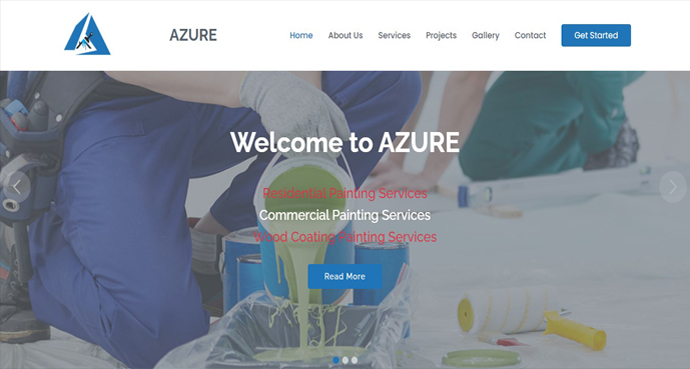 AZURE
Home About Us Services Projects Gallery Contact Get Started
Welcome to AZURE
Residential Painting Services
Commercial Painting Services
Wood Coating Painting Services
Read More